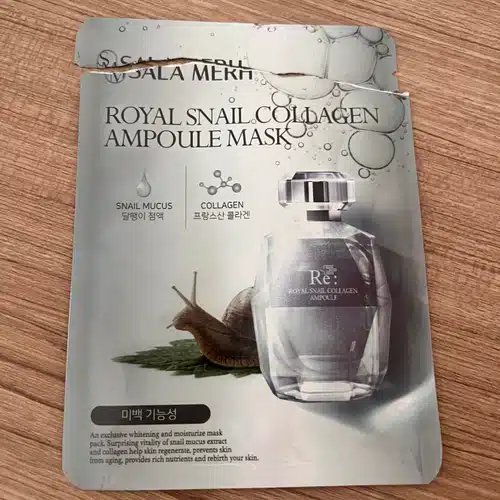 SALA MERH
ROYAL SNAIL COLLAGEN
AMPOULE MASK
SNAIL MUCUS
달팽이 점액
COLLAGEN
프랑스산 콜라겐
Re:
ROYAL SNAIL COLLAGEN
AMPOULE
미백 기능성
An exclusive whitening and moisturize mask
pack. Surprising vitality of snail mucus extract
and collagen help skin regenerate, prevents skin
from aging, provides rich nutrients and rebirth your skin.